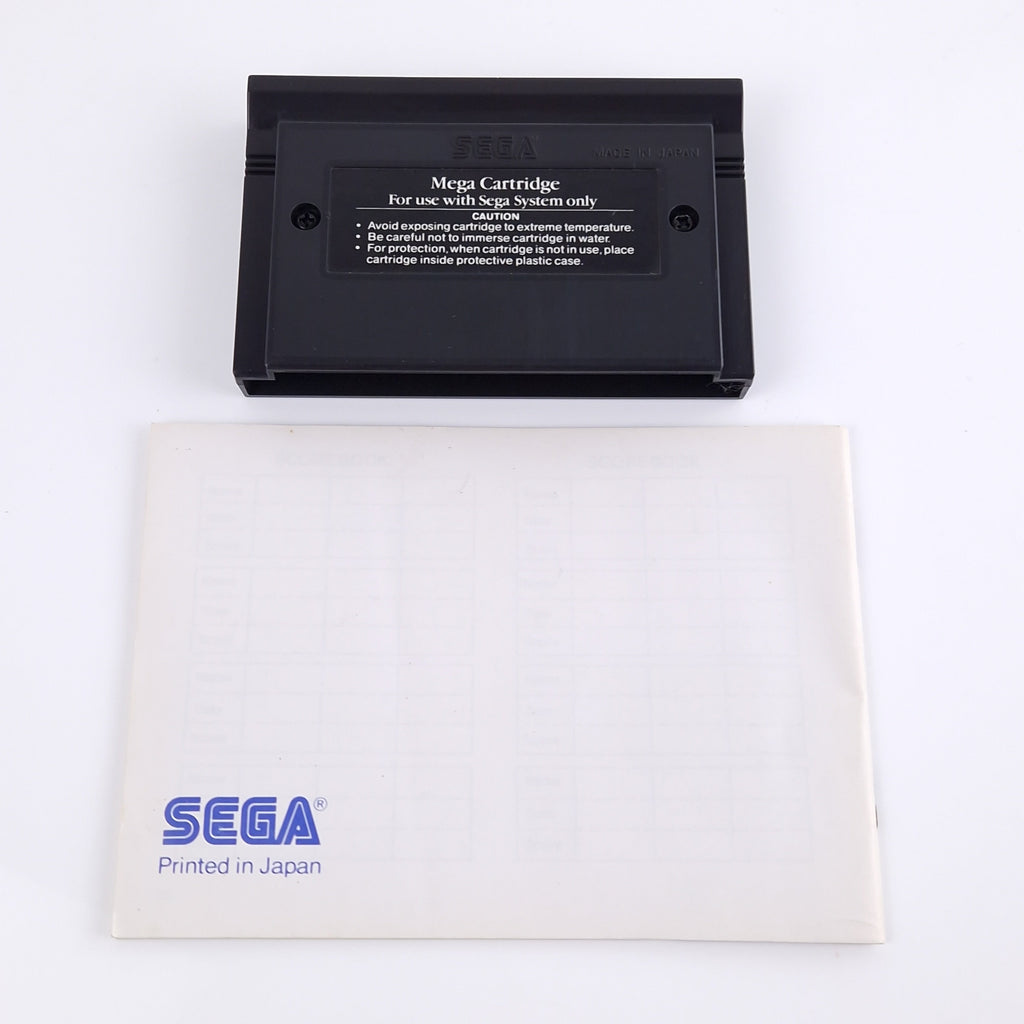 SEGA
MADE IN JAPAN
Mega Cartridge
For use with Sega System only
CAUTION
• Avoid exposing cartridge to extreme temperature.
• Be careful not to immerse cartridge in water.
• For protection, when cartridge is not in use, place
cartridge inside protective plastic case.
SEGA®
Printed in Japan